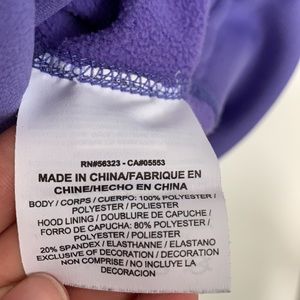 RN#56323 - CA#05553
MADE IN CHINA/FABRIQUE EN
CHINE/HECHO EN CHINA
BODY / CORPS / CUERPO: 100% POLYESTER /
POLYESTER / POLIESTER
HOOD LINING / DOUBLURE DE CAPUCHE /
FORRO DE CAPUCHA: 80% POLYESTER /
POLYESTER / POLIESTER
20% SPANDEX / ELASTHANNE / ELASTANO
EXCLUSIVE OF DECORATION / DECORATION
NON COMPRISE / NO INCLUYE LA
DECORACION